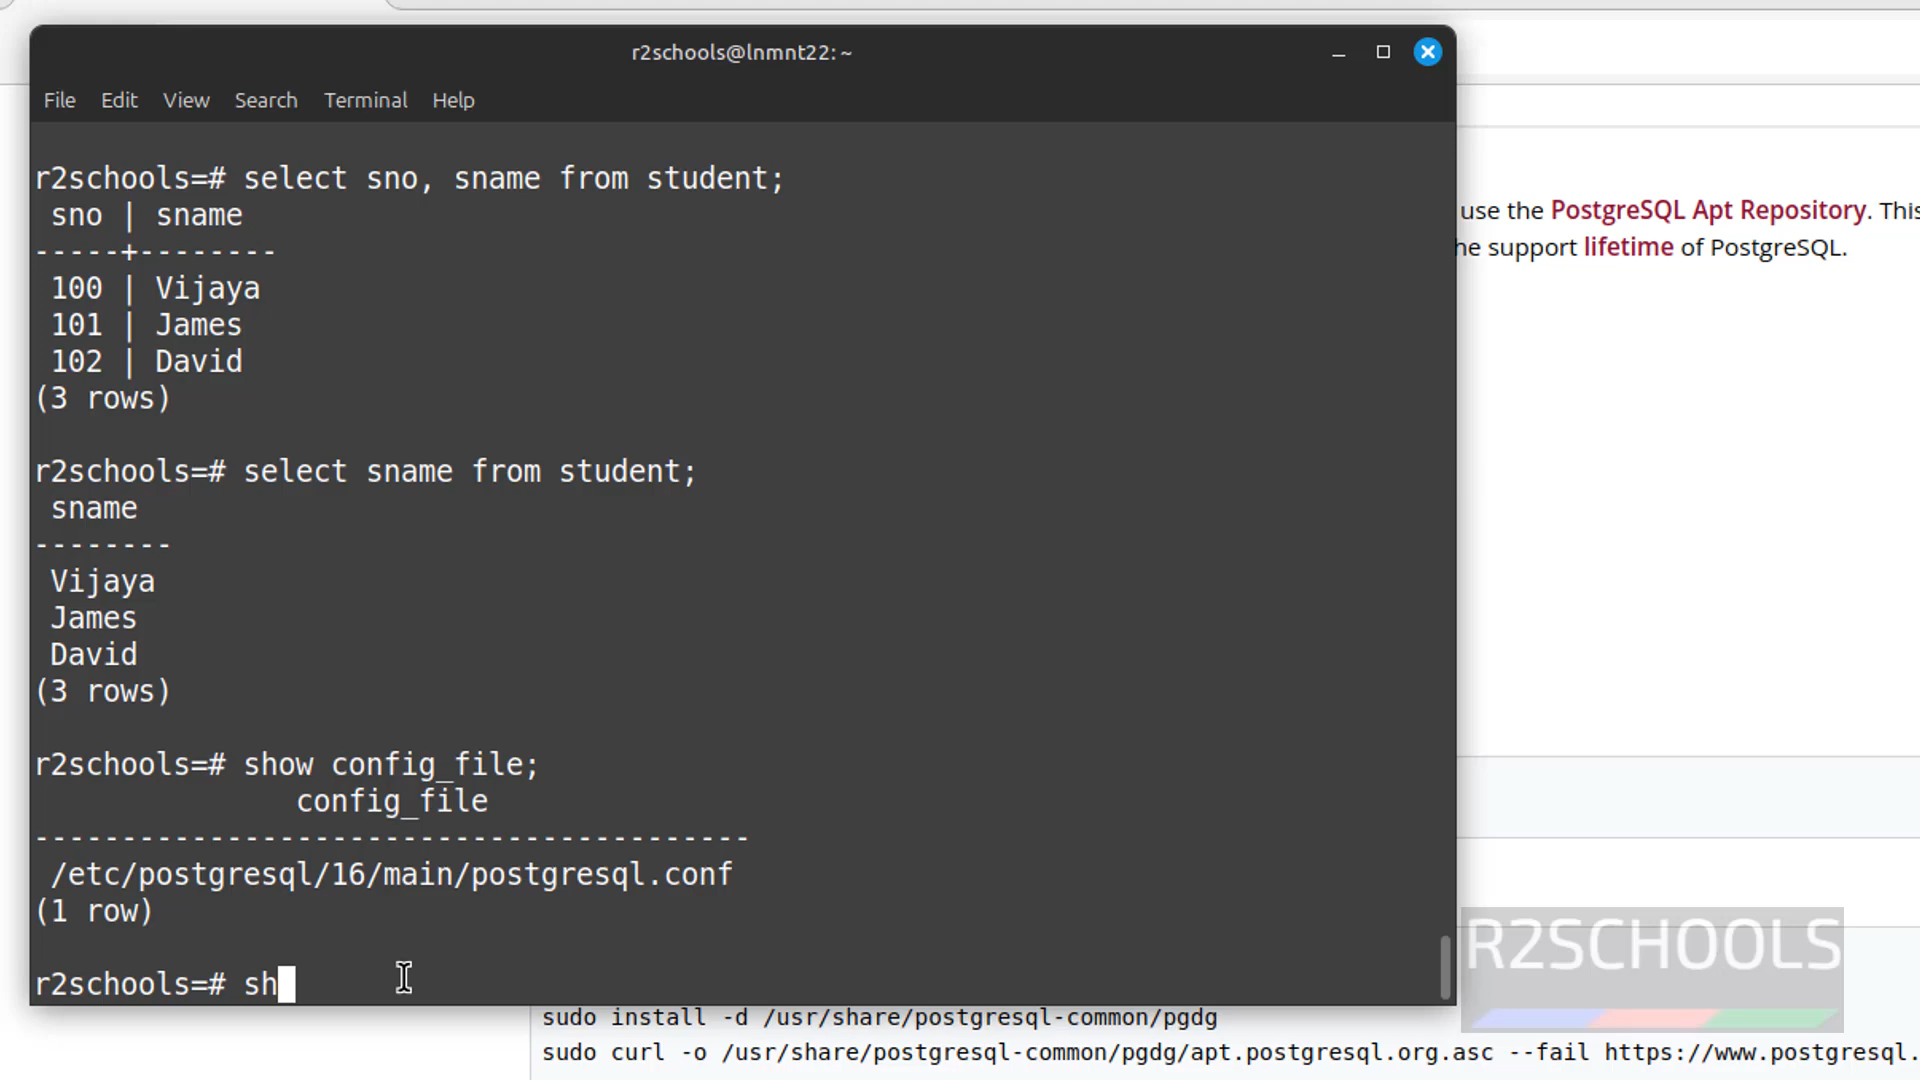 r2schools@lnmnt22: ~
File Edit View Search Terminal Help
r2schools=# select sno, sname from student;
sno | sname
-----+--------
100 | Vijaya
101 | James
102 | David
(3 rows)
r2schools=# select sname from student;
sname
--------
Vijaya
James
David
(3 rows)
r2schools=# show config_file;
config_file
-----------------------------------------
/etc/postgresql/16/main/postgresql.conf
(1 row)
r2schools=# sh
use the PostgreSQL Apt Repository. This
he support lifetime of PostgreSQL.
R2SCHOOLS
sudo install -d /usr/share/postgresql-common/pgdg
sudo curl -o /usr/share/postgresql-common/pgdg/apt.postgresql.org.asc --fail https://www.postgresql.